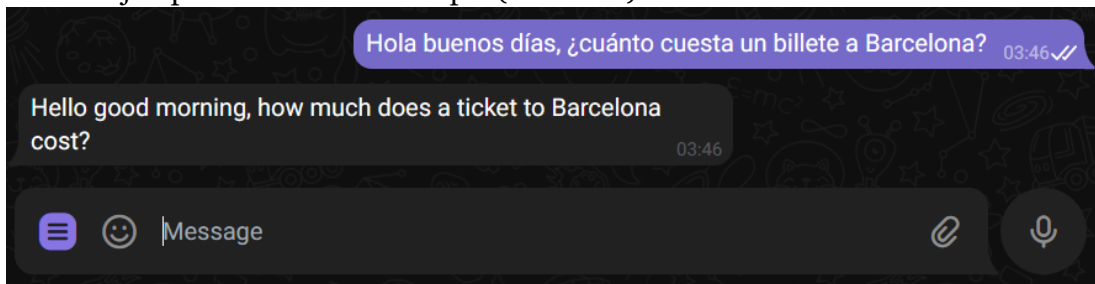 Hola buenos días, ¿cuánto cuesta un billete a Barcelona? 03:46
Hello good morning, how much does a ticket to Barcelona
cost?
03:46
Message